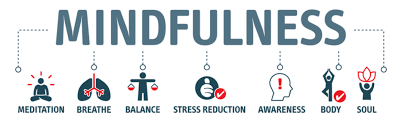 MINDFULNESS
MEDITATION BREATHE BALANCE STRESS REDUCTION AWARENESS BODY SOUL